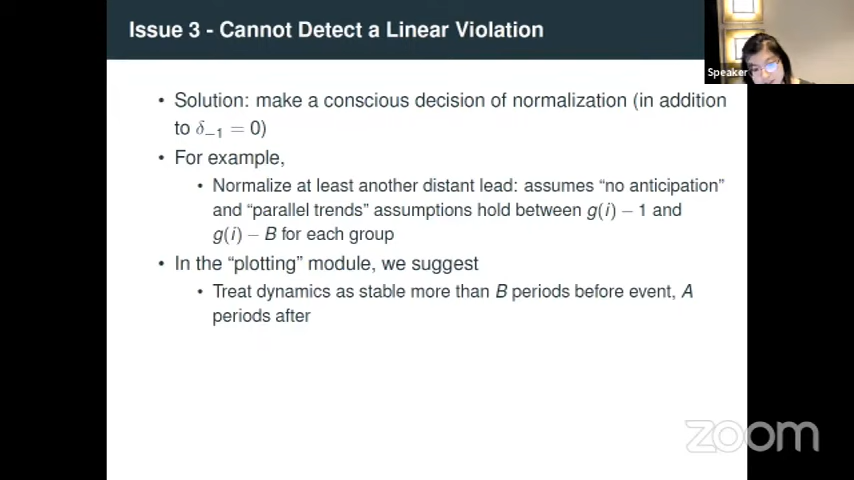 Issue 3 - Cannot Detect a Linear Violation
Speaker
• Solution: make a conscious decision of normalization (in addition
to δ₋₁ = 0)
• For example,
• Normalize at least another distant lead: assumes “no anticipation”
and “parallel trends” assumptions hold between g(i) − 1 and
g(i) − B for each group
• In the “plotting” module, we suggest
• Treat dynamics as stable more than B periods before event, A
periods after
zoom